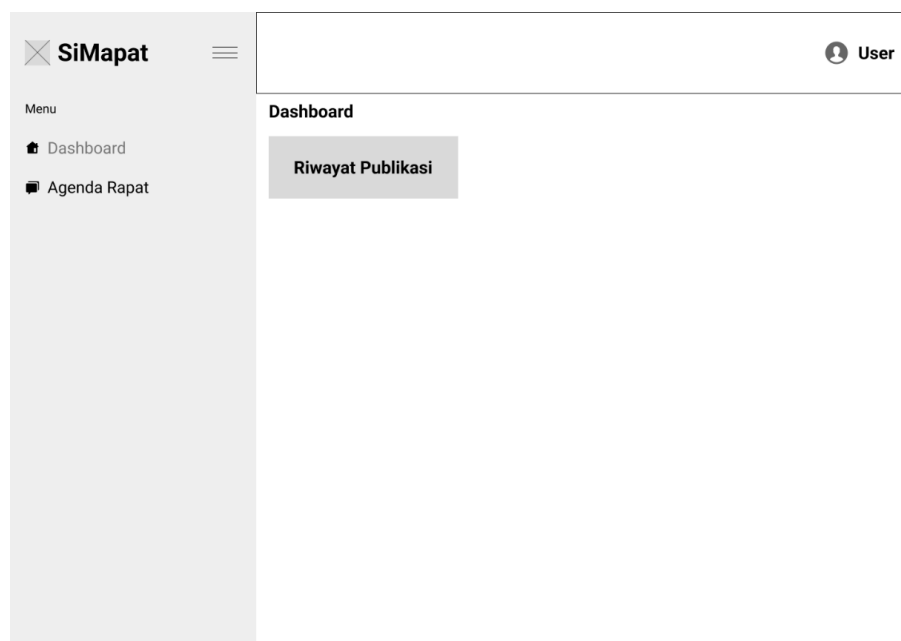 SiMapat
User
Menu
Dashboard
Dashboard
Riwayat Publikasi
Agenda Rapat